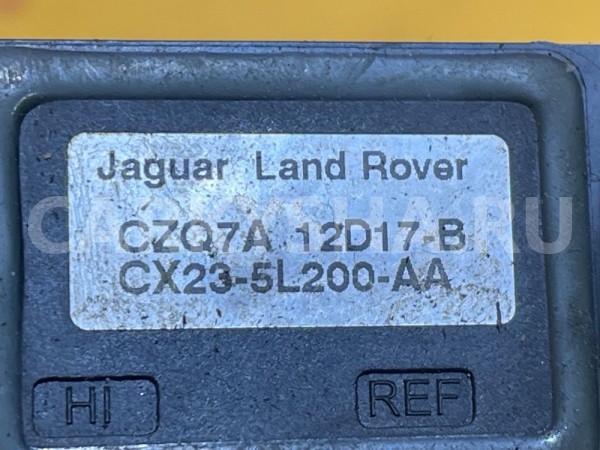 Jaguar Land Rover
CZQ7A 12D17-B
CX23-5L200-AA
Hi REF